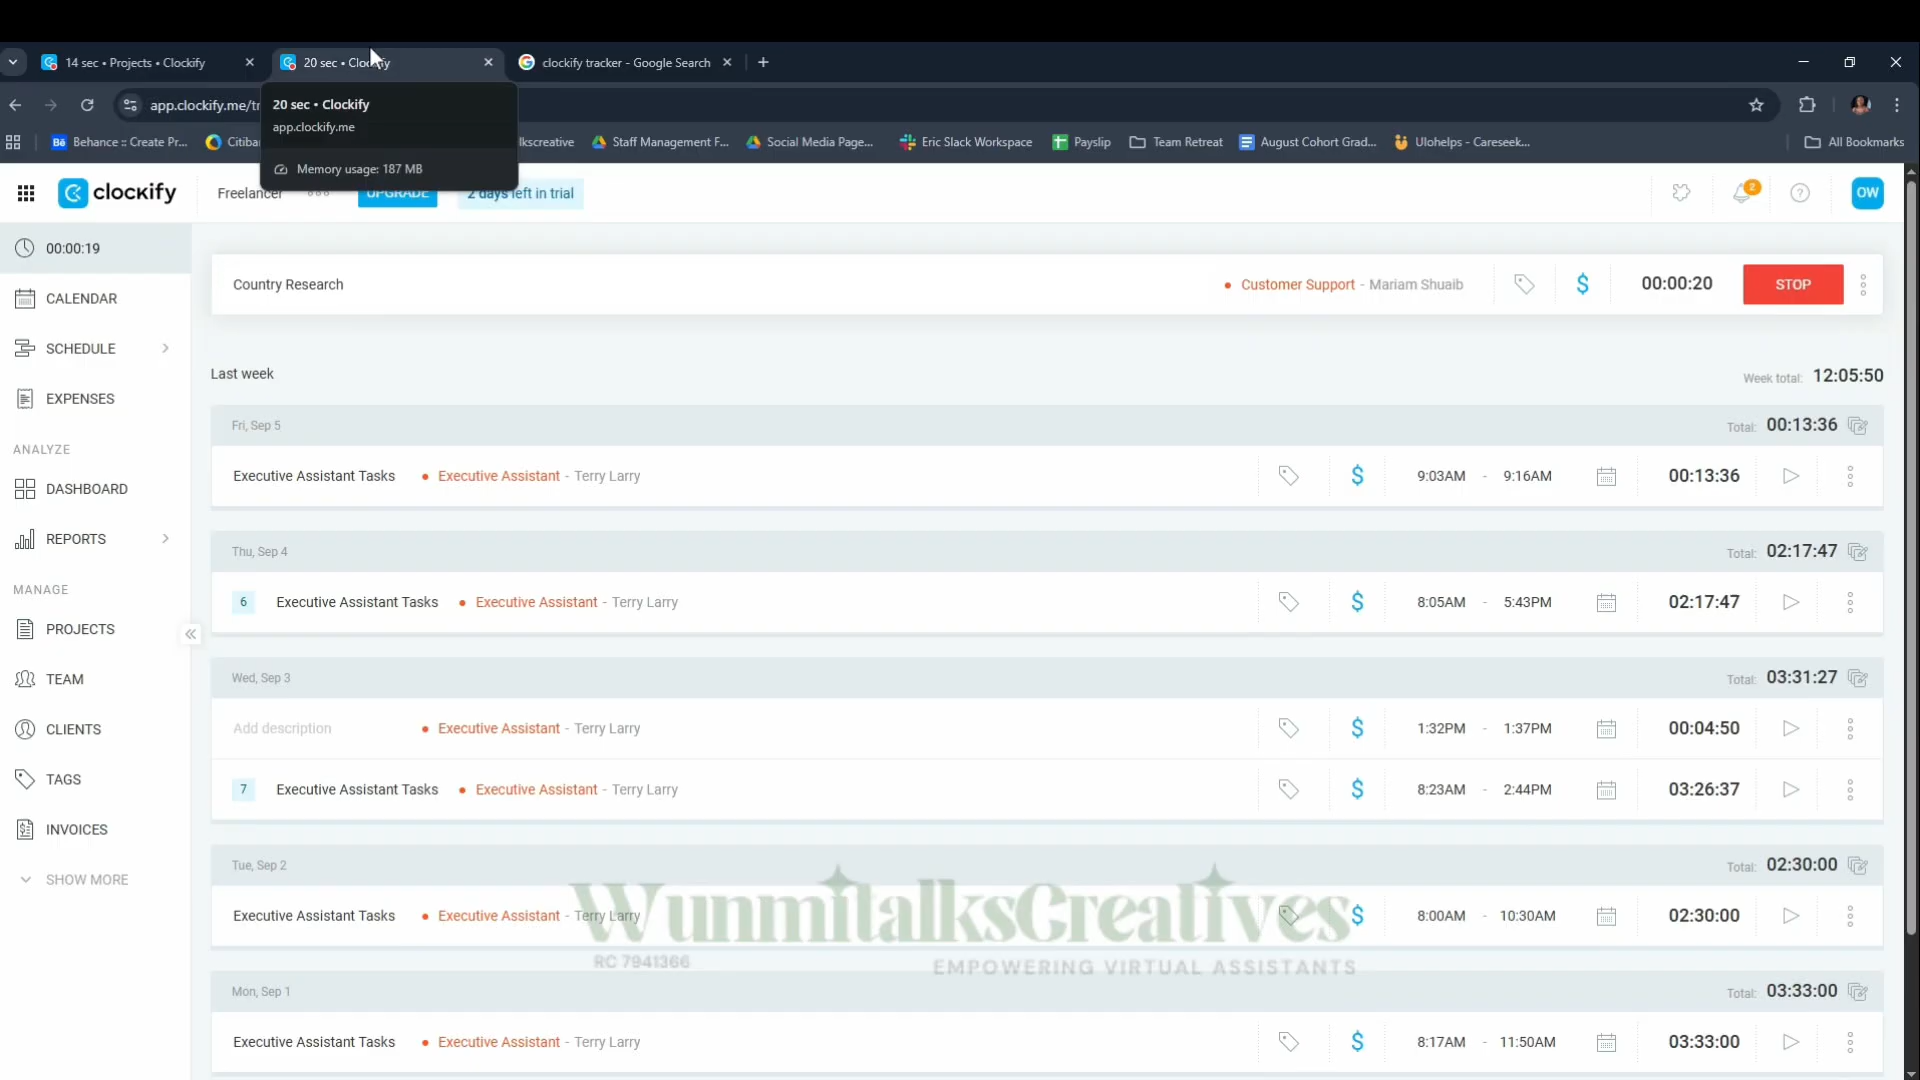 14 sec • Projects • Clockify
20 sec • Clockify
clockify tracker - Google Search
app.clockify.me/tr
20 sec • Clockify
app.clockify.me
Memory usage: 187 MB
Behance :: Create Pr...
Citiba
lkscreative
Staff Management F...
Social Media Page...
Eric Slack Workspace
Payslip
Team Retreat
August Cohort Grad...
Ulohelps - Careseek...
All Bookmarks
clockify
Freelancer
UPGRADE
2 days left in trial
2
OW
00:00:19
CALENDAR
SCHEDULE
EXPENSES
ANALYZE
DASHBOARD
REPORTS
MANAGE
PROJECTS
TEAM
CLIENTS
TAGS
INVOICES
SHOW MORE
Country Research • Customer Support - Mariam Shuaib $ 00:00:20 STOP
Last week Week total: 12:05:50
Fri, Sep 5 Total: 00:13:36
Executive Assistant Tasks • Executive Assistant - Terry Larry $ 9:03AM - 9:16AM 00:13:36
Thu, Sep 4 Total: 02:17:47
6 Executive Assistant Tasks • Executive Assistant - Terry Larry $ 8:05AM - 5:43PM 02:17:47
Wed, Sep 3 Total: 03:31:27
Add description • Executive Assistant - Terry Larry $ 1:32PM - 1:37PM 00:04:50
7 Executive Assistant Tasks • Executive Assistant - Terry Larry $ 8:23AM - 2:44PM 03:26:37
Tue, Sep 2 Total: 02:30:00
Executive Assistant Tasks • Executive Assistant - Terry Larry $ 8:00AM - 10:30AM 02:30:00
WunmitalksCreatives
RC 7941366
EMPOWERING VIRTUAL ASSISTANTS
Mon, Sep 1 Total: 03:33:00
Executive Assistant Tasks • Executive Assistant - Terry Larry $ 8:17AM - 11:50AM 03:33:00